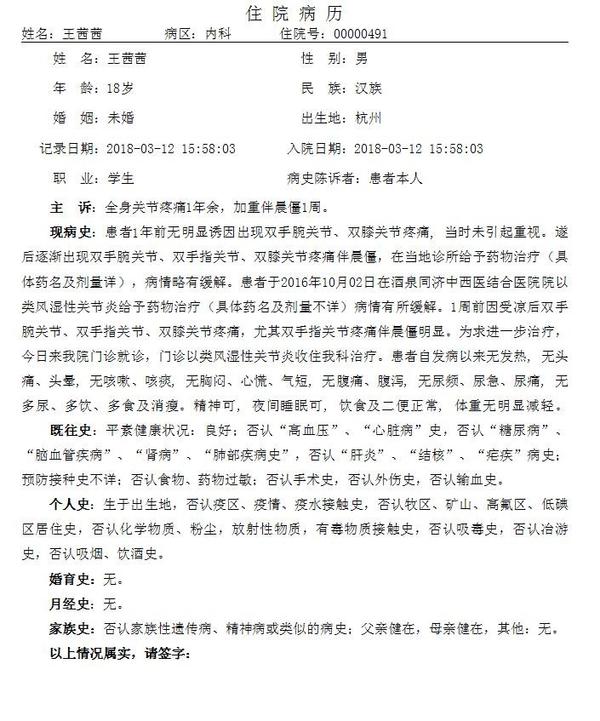 住 院 病 历
姓名：王茜茜 病区：内科 住院号：00000491
姓 名：王茜茜 性 别：男
年 龄：18岁 民 族：汉族
婚 姻：未婚 出生地：杭州
记录日期：2018-03-12 15:58:03 入院日期：2018-03-12 15:58:03
职 业：学生 病史陈诉者：患者本人
主 诉：全身关节疼痛1年余，加重伴晨僵1周。
现病史：患者1年前无明显诱因出现双手腕关节、双膝关节疼痛，当时未引起重视。遂
后逐渐出现双手腕关节、双手指关节、双膝关节疼痛伴晨僵，在当地诊所给予药物治疗（具
体药名及剂量详），病情略有缓解。患者于2016年10月02日在酒泉同济中西医结合医院院以
类风湿性关节炎给予药物治疗（具体药名及剂量不详）病情有所缓解。1周前因受凉后双手
腕关节、双手指关节、双膝关节疼痛，尤其双手指关节疼痛伴晨僵明显。为求进一步治疗，
今日来我院门诊就诊，门诊以类风湿性关节炎收住我科治疗。患者自发病以来无发热，无头
痛、头晕，无咳嗽、咳痰，无胸闷、心慌、气短，无腹痛、腹泻，无尿频、尿急、尿痛，无
多尿、多饮、多食及消瘦。精神可，夜间睡眠可，饮食及二便正常，体重无明显减轻。
既往史：平素健康状况：良好；否认“高血压”、“心脏病”史，否认“糖尿病”、
“脑血管疾病”、“肾病”、“肺部疾病史”，否认“肝炎”、“结核”、“疟疾”病史；
预防接种史不详；否认食物、药物过敏；否认手术史，否认外伤史，否认输血史。
个人史：生于出生地，否认疫区、疫情、疫水接触史，否认牧区、矿山、高氟区、低碘
区居住史，否认化学物质、粉尘，放射性物质，有毒物质接触史，否认吸毒史，否认冶游
史，否认吸烟、饮酒史。
婚育史：无。
月经史：无。
家族史：否认家族性遗传病、精神病或类似的病史；父亲健在，母亲健在，其他：无。
以上情况属实，请签字：